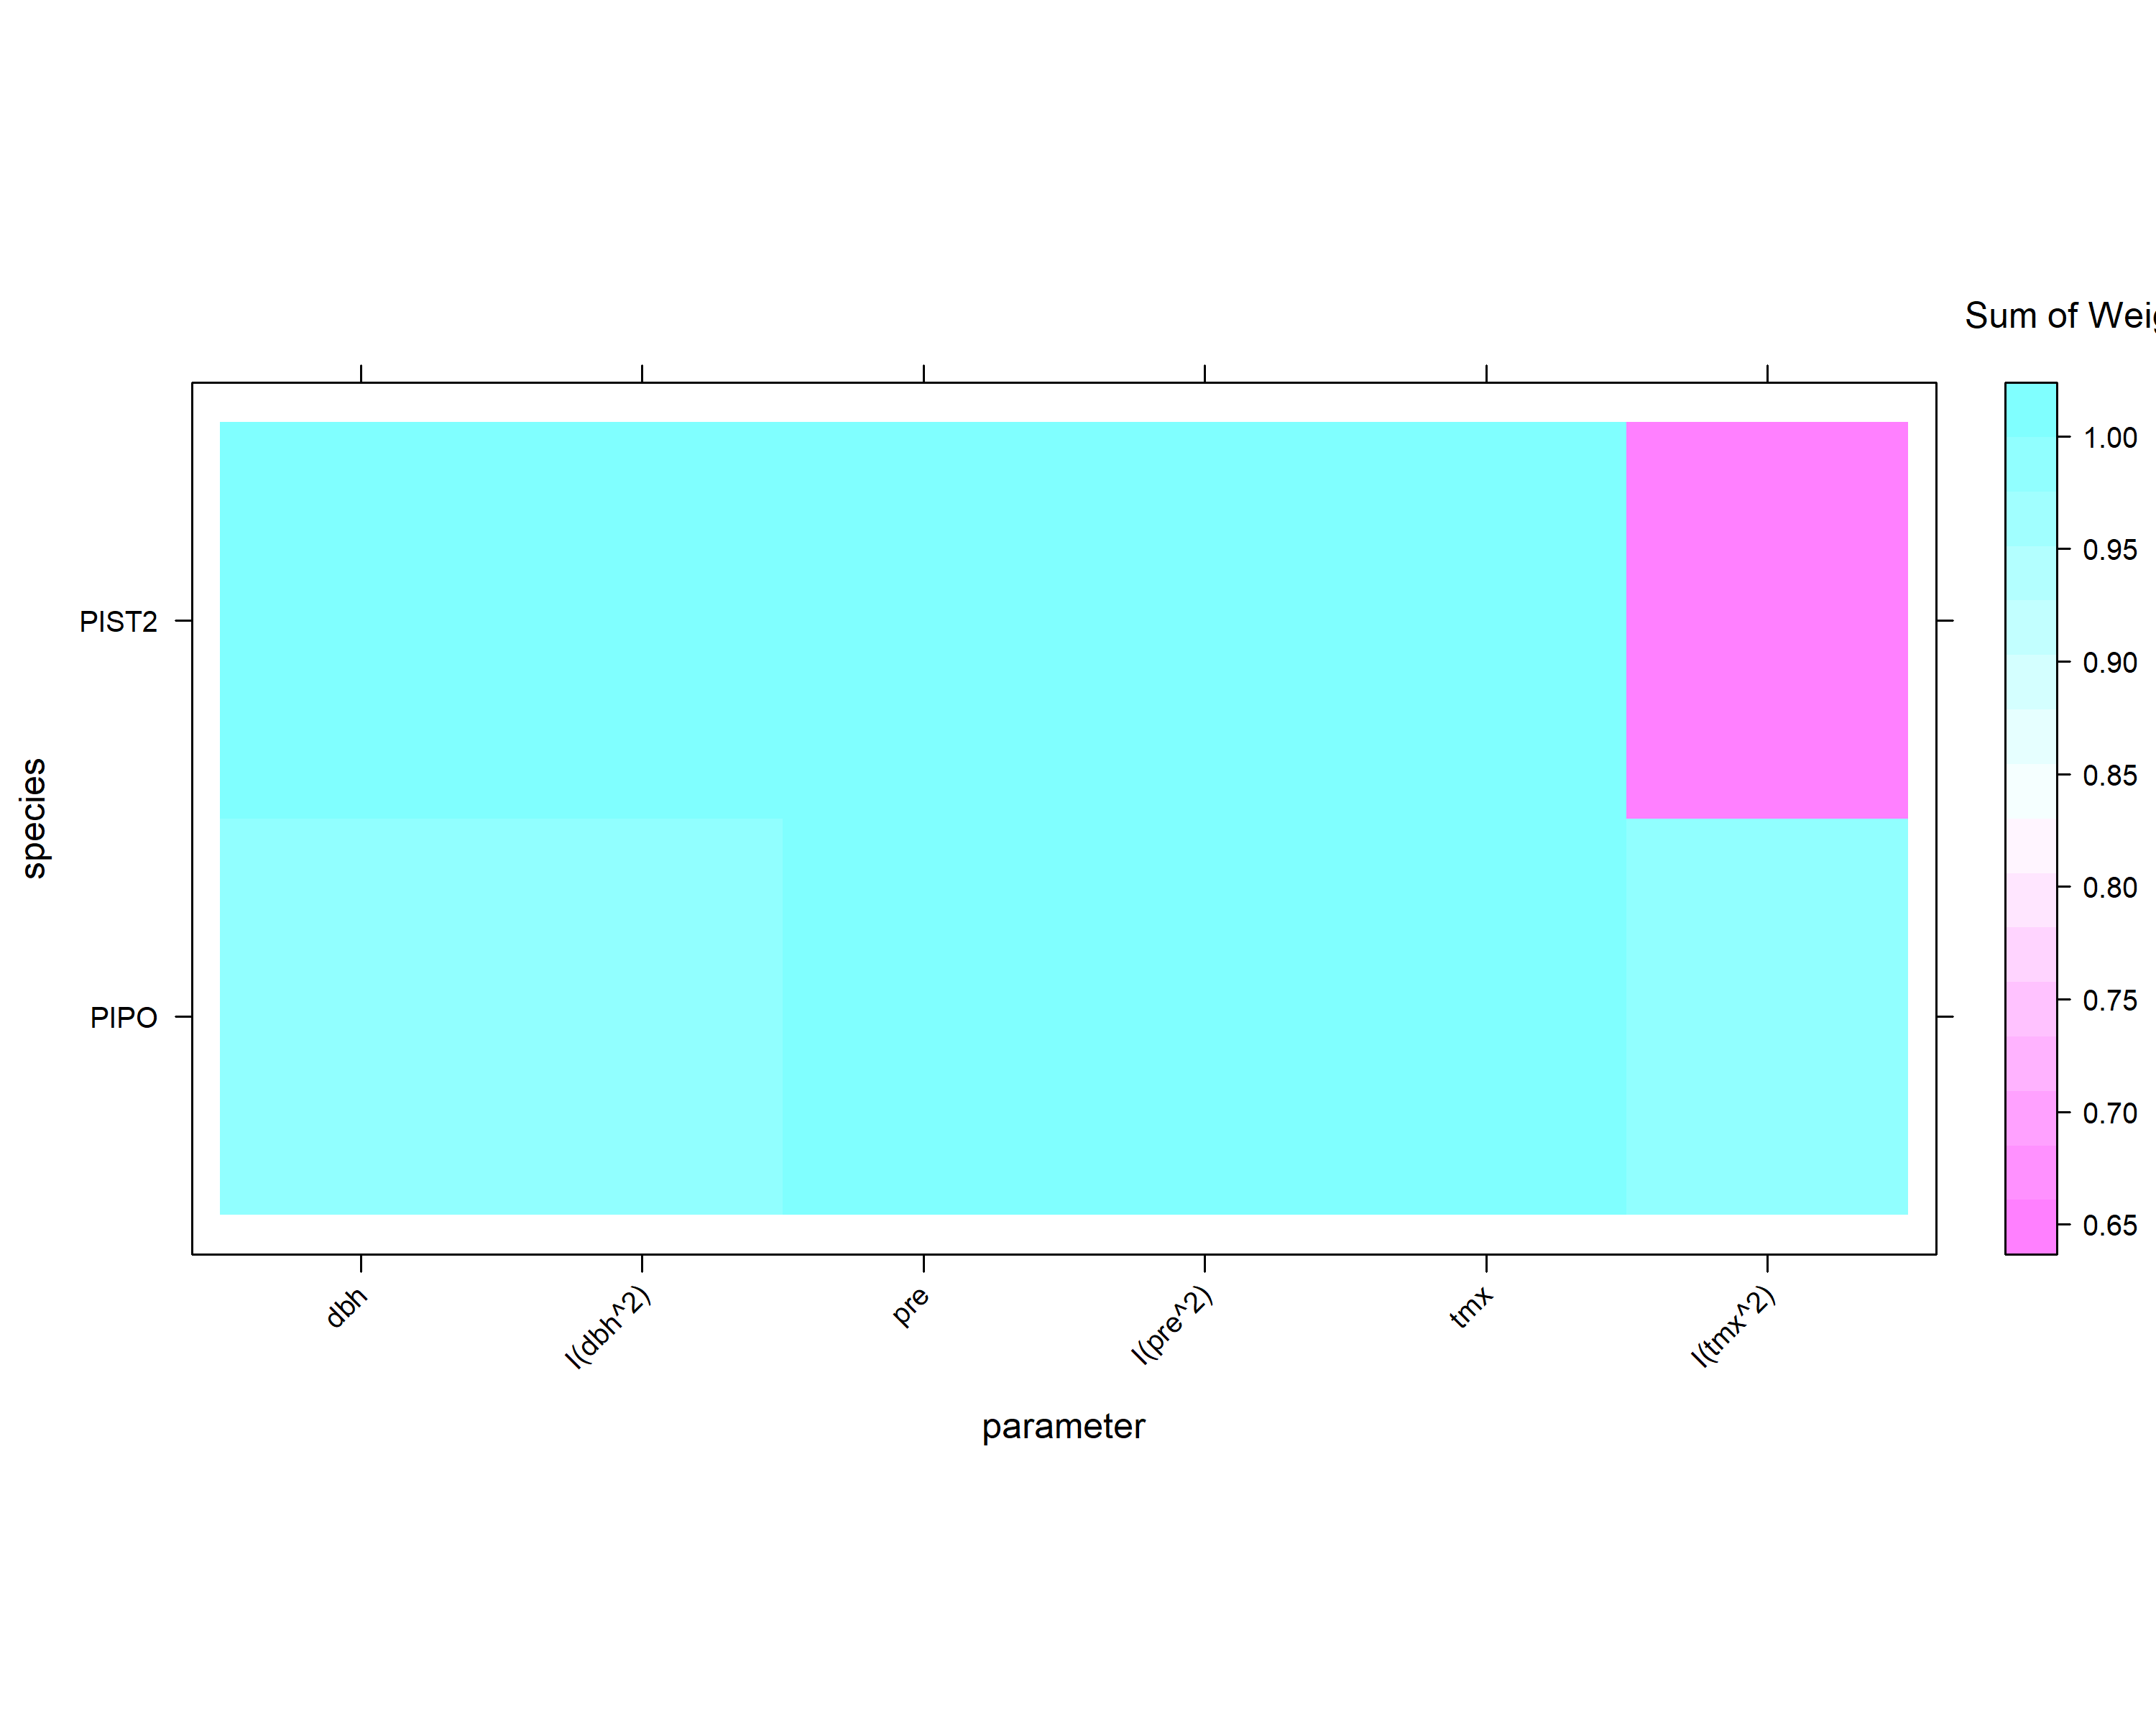 Sum of Weig
1.00
0.95
0.90
0.85
0.80
0.75
0.70
0.65
species
PIST2
PIPO
dbh
I(dbh^2)
pre
I(pre^2)
tmx
I(tmx^2)
parameter